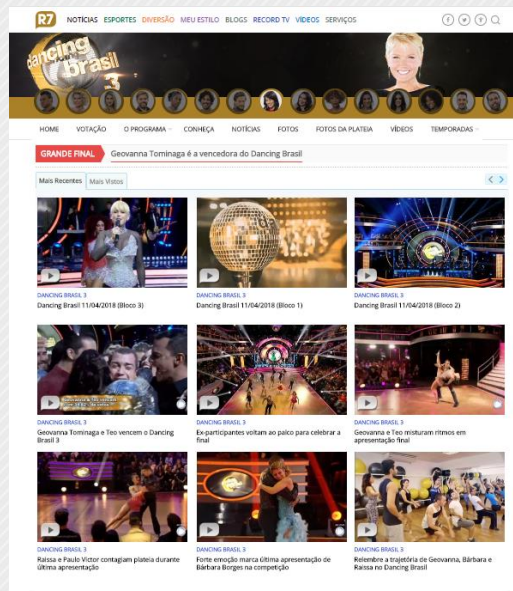 R7 NOTÍCIAS ESPORTES DIVERSÃO MEU ESTILO BLOGS RECORD TV VÍDEOS SERVIÇOS
dancing
brasil
3
HOME VOTAÇÃO O PROGRAMA CONHEÇA NOTÍCIAS FOTOS FOTOS DA PLATEIA VÍDEOS TEMPORADAS
GRANDE FINAL Geovanna Tominaga é a vencedora do Dancing Brasil
Mais Recentes Mais Vistos
DANCING BRASIL 3
Dancing Brasil 11/04/2018 (Bloco 3)
DANCING BRASIL 3
Dancing Brasil 11/04/2018 (Bloco 1)
DANCING BRASIL 3
Dancing Brasil 11/04/2018 (Bloco 2)
DANCING BRASIL 3
Geovanna Tominaga e Teo vencem o Dancing
Brasil 3
DANCING BRASIL 3
Ex-participantes voltam ao palco para celebrar a
final
DANCING BRASIL 3
Geovanna e Teo misturam ritmos em
apresentação final
DANCING BRASIL 3
Raissa e Paulo Victor contagiam plateia durante
última apresentação
DANCING BRASIL 3
Forte emoção marca última apresentação de
Bárbara Borges na competição
DANCING BRASIL 3
Relembre a trajetória de Geovanna, Bárbara e
Raissa no Dancing Brasil